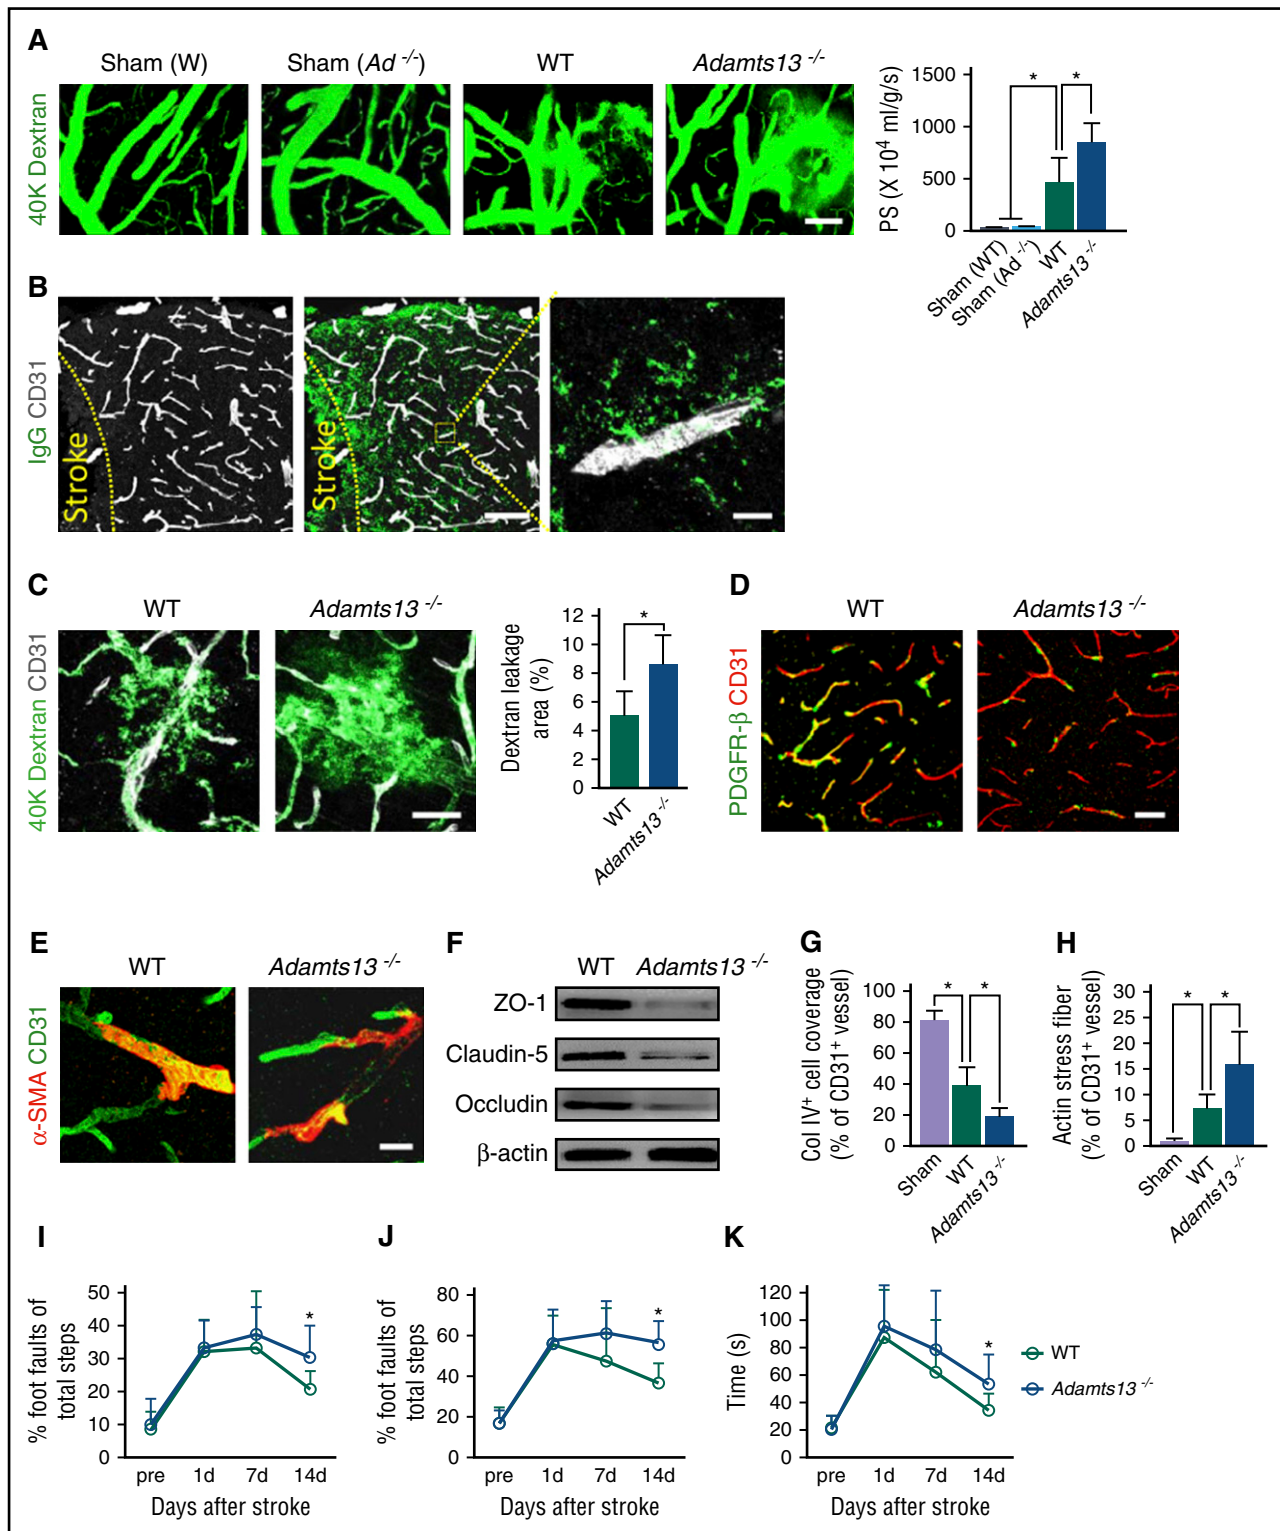 A
Sham (W)
Sham (Ad -/-)
WT
Adamts13 -/-
40K Dextran
PS (X 10⁴ ml/g/s)
1500
1000
500
0
Sham (WT)
Sham (Ad -/-)
WT
Adamts13 -/-
*
*
B
IgG CD31
Stroke
Stroke
C
WT
Adamts13 -/-
40K Dextran CD31
Dextran leakage
area (%)
12
10
8
6
4
2
0
*
WT
Adamts13 -/-
D
WT
Adamts13 -/-
PDGFR-β CD31
E
WT
Adamts13 -/-
α-SMA CD31
F
WT
Adamts13 -/-
ZO-1
Claudin-5
Occludin
β-actin
G
Col IV⁺ cell coverage
(% of CD31⁺ vessel)
100
80
60
40
20
0
*
*
Sham
WT
Adamts13 -/-
H
Actin stress fiber
(% of CD31⁺ vessel)
30
25
20
15
10
5
0
*
*
Sham
WT
Adamts13 -/-
I
% foot faults of
total steps
50
40
30
20
10
0
*
pre
1d
7d
14d
Days after stroke
J
% foot faults of
total steps
80
60
40
20
0
*
pre
1d
7d
14d
Days after stroke
K
Time (s)
120
100
80
60
40
20
0
*
pre
1d
7d
14d
Days after stroke
WT
Adamts13 -/-